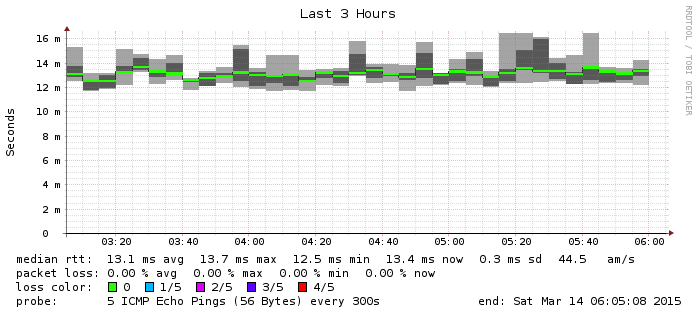 Last 3 Hours
RRDTOOL / TOBI OETIKER
Seconds
16 m
14 m
12 m
10 m
8 m
6 m
4 m
2 m
0
03:20 03:40 04:00 04:20 04:40 05:00 05:20 05:40 06:00
median rtt: 13.1 ms avg 13.7 ms max 12.5 ms min 13.4 ms now 0.3 ms sd 44.5 am/s
packet loss: 0.00 % avg 0.00 % max 0.00 % min 0.00 % now
loss color: 0 1/5 2/5 3/5 4/5
probe: 5 ICMP Echo Pings (56 Bytes) every 300s end: Sat Mar 14 06:05:08 2015